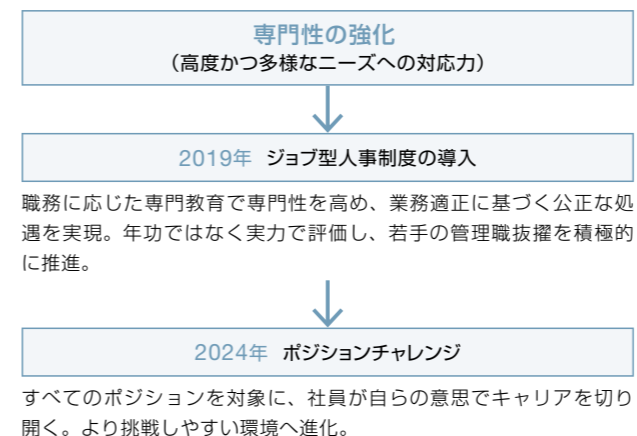 専門性の強化
（高度かつ多様なニーズへの対応力）
2019年 ジョブ型人事制度の導入
職務に応じた専門教育で専門性を高め、業務適正に基づく公正な処
遇を実現。年功ではなく実力で評価し、若手の管理職抜擢を積極的
に推進。
2024年 ポジションチャレンジ
すべてのポジションを対象に、社員が自らの意思でキャリアを切り
開く。より挑戦しやすい環境へ進化。